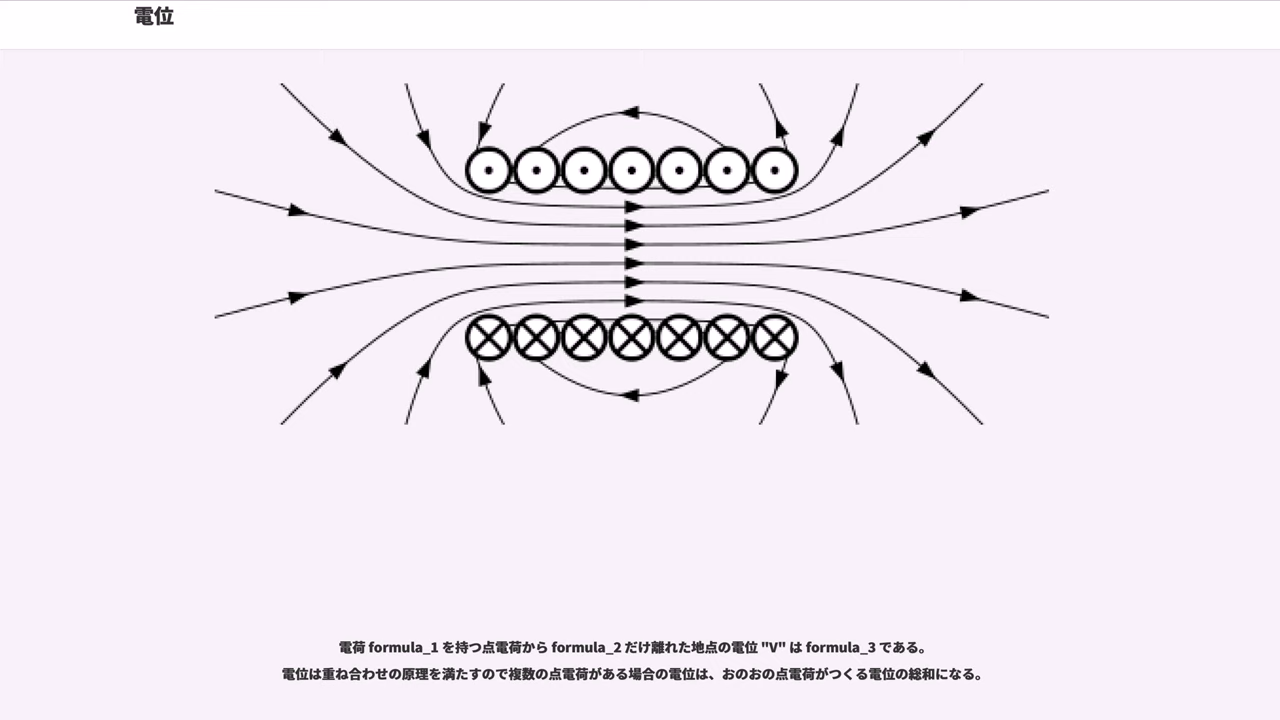 電位
電荷 formula_1 を持つ点電荷から formula_2 だけ離れた地点の電位 "V" は formula_3 である。
電位は重ね合わせの原理を満たすので複数の点電荷がある場合の電位は、おのおの点電荷がつくる電位の総和になる。